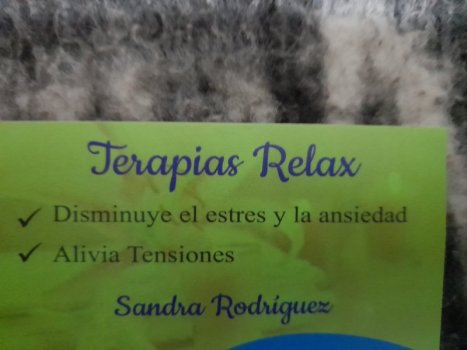 Terapias Relax
✓ Disminuye el estres y la ansiedad
✓ Alivia Tensiones
Sandra Rodríguez